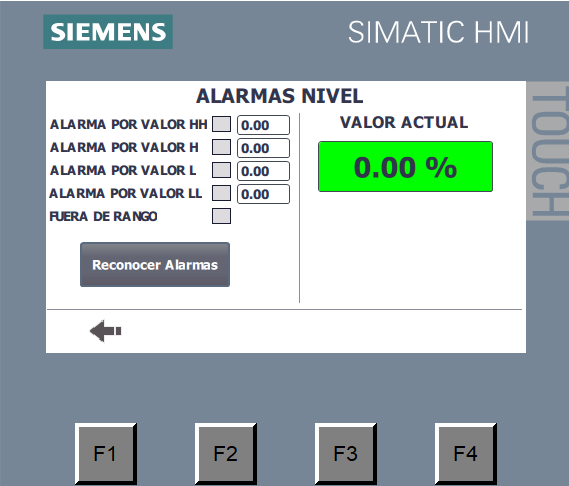 SIEMENS
SIMATIC HMI
TOUCH
ALARMAS NIVEL
ALARMA POR VALOR HH 0.00
ALARMA POR VALOR H 0.00
ALARMA POR VALOR L 0.00
ALARMA POR VALOR LL 0.00
FUERA DE RANGO
Reconocer Alarmas
VALOR ACTUAL
0.00 %
F1
F2
F3
F4